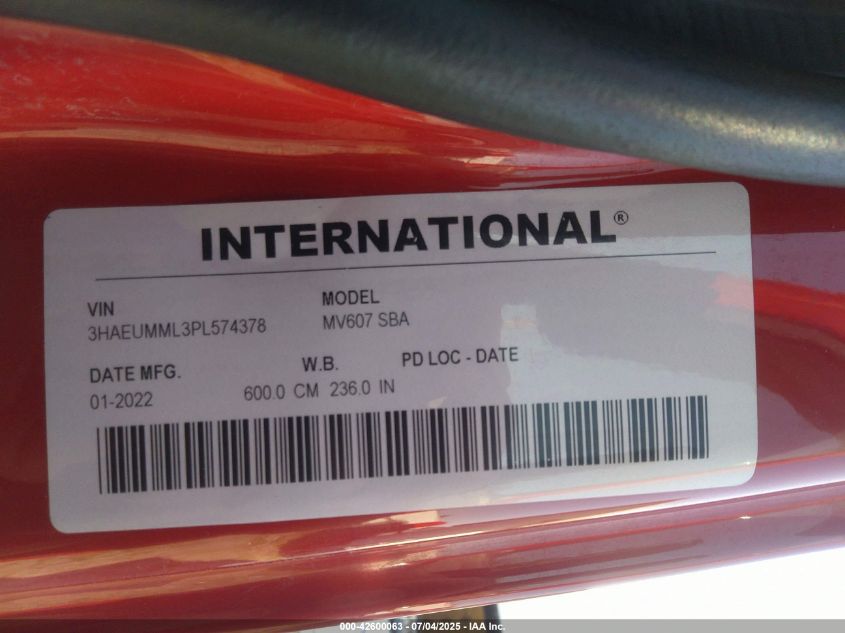 INTERNATIONAL®
VIN
3HAEUMML3PL574378
MODEL
MV607 SBA
DATE MFG.
01-2022
W.B.
600.0 CM 236.0 IN
PD LOC - DATE
000-42600063 - 07/04/2025 - IAA Inc.